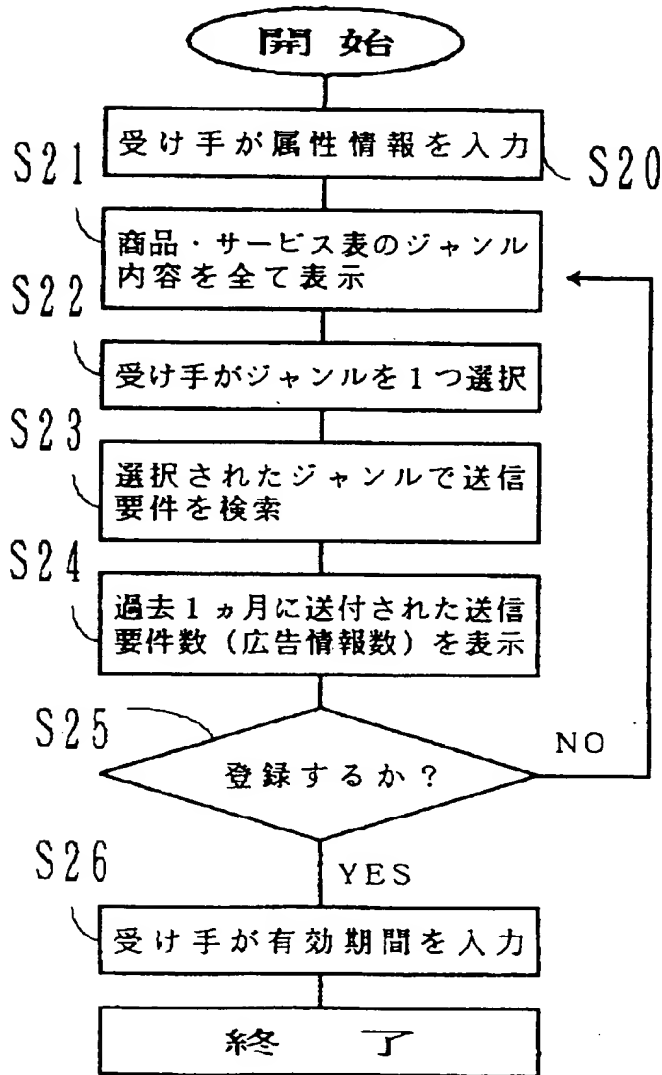 開始
受け手が属性情報を入力
S20
S21
商品・サービス表のジャンル
内容を全て表示
S22
受け手がジャンルを1つ選択
S23
選択されたジャンルで送信
要件を検索
S24
過去1ヵ月に送付された送信
要件数(広告情報数)を表示
S25
登録するか?
NO
YES
S26
受け手が有効期間を入力
終了